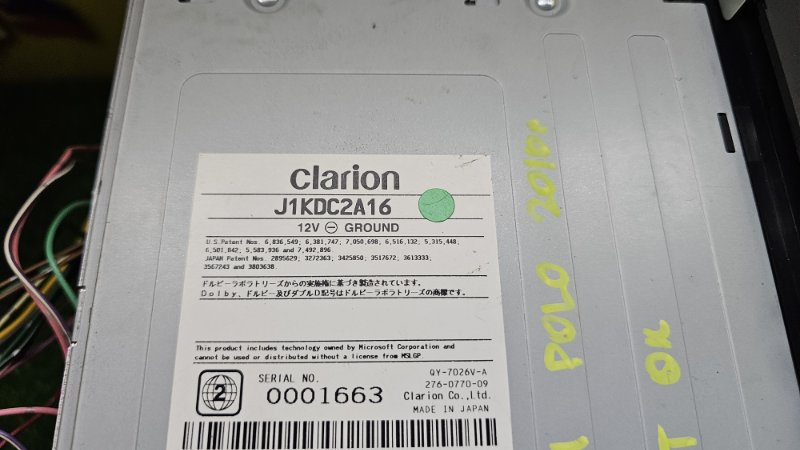 clarion
J1KDC2A16
12V ⊖ GROUND
U.S.Patent Nos. 6,836,549; 6,381,747; 7,050,698; 6,516,132; 5,315,448;
6,501,842; 5,583,936 and 7,492,896.
JAPAN Patent Nos. 2895629; 3272363; 3425850; 3517672; 3613333;
3567243 and 3803638.
ドルビーラボラトリーズからの実施権に基づき製造されています。
Dolby、ドルビー及びダブルD記号はドルビーラボラトリーズの商標です。
This product includes technology owned by Microsoft Corporation and
cannot be used or distributed without a license from MSLGP
2
SERIAL NO.
0001663
QY-7026V-A
276-0770-09
Clarion Co.,Ltd.
MADE IN JAPAN
POLO
OK